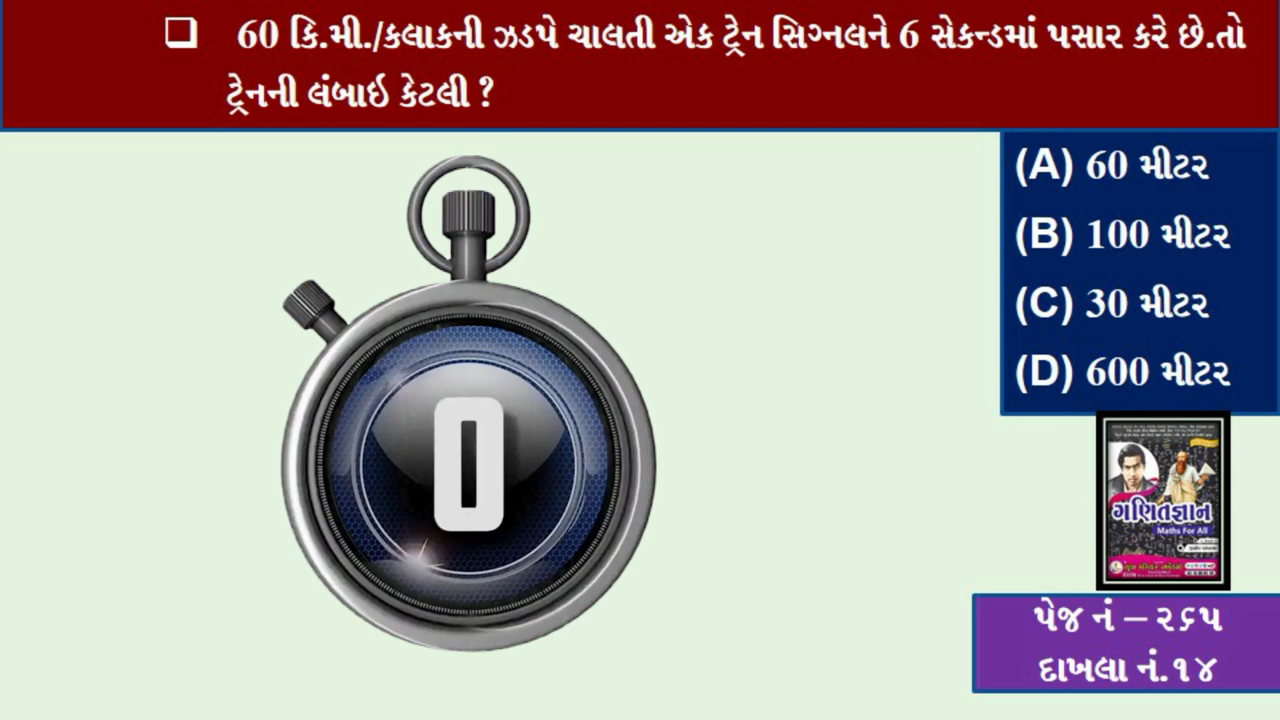 ❑ 60 કિ.મી./કલાકની ઝડપે ચાલતી એક ટ્રેન સિગ્નલને 6 સેકન્ડમાં પસાર કરે છે.તો
ટ્રેનની લંબાઇ કેટલી ?
(A) 60 મીટર
(B) 100 મીટર
(C) 30 મીટર
(D) 600 મીટર
0
ગણિતજ્ઞાન
Maths For All
પેજ નં – ૨૬૫
દાખલા નં.૧૪